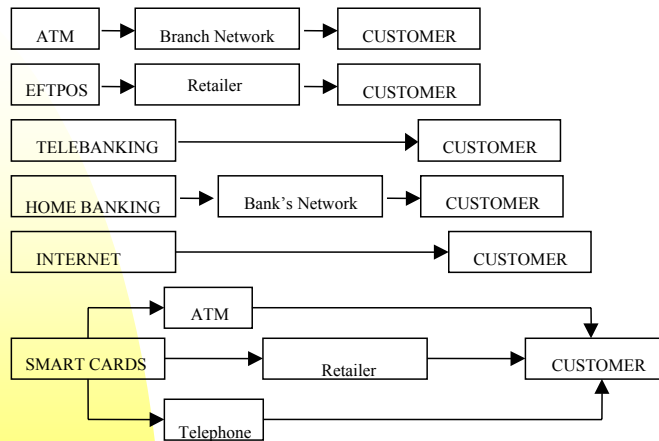 ATM Branch Network CUSTOMER
EFTPOS Retailer CUSTOMER
TELEBANKING CUSTOMER
HOME BANKING Bank’s Network CUSTOMER
INTERNET CUSTOMER
ATM
SMART CARDS Retailer CUSTOMER
Telephone